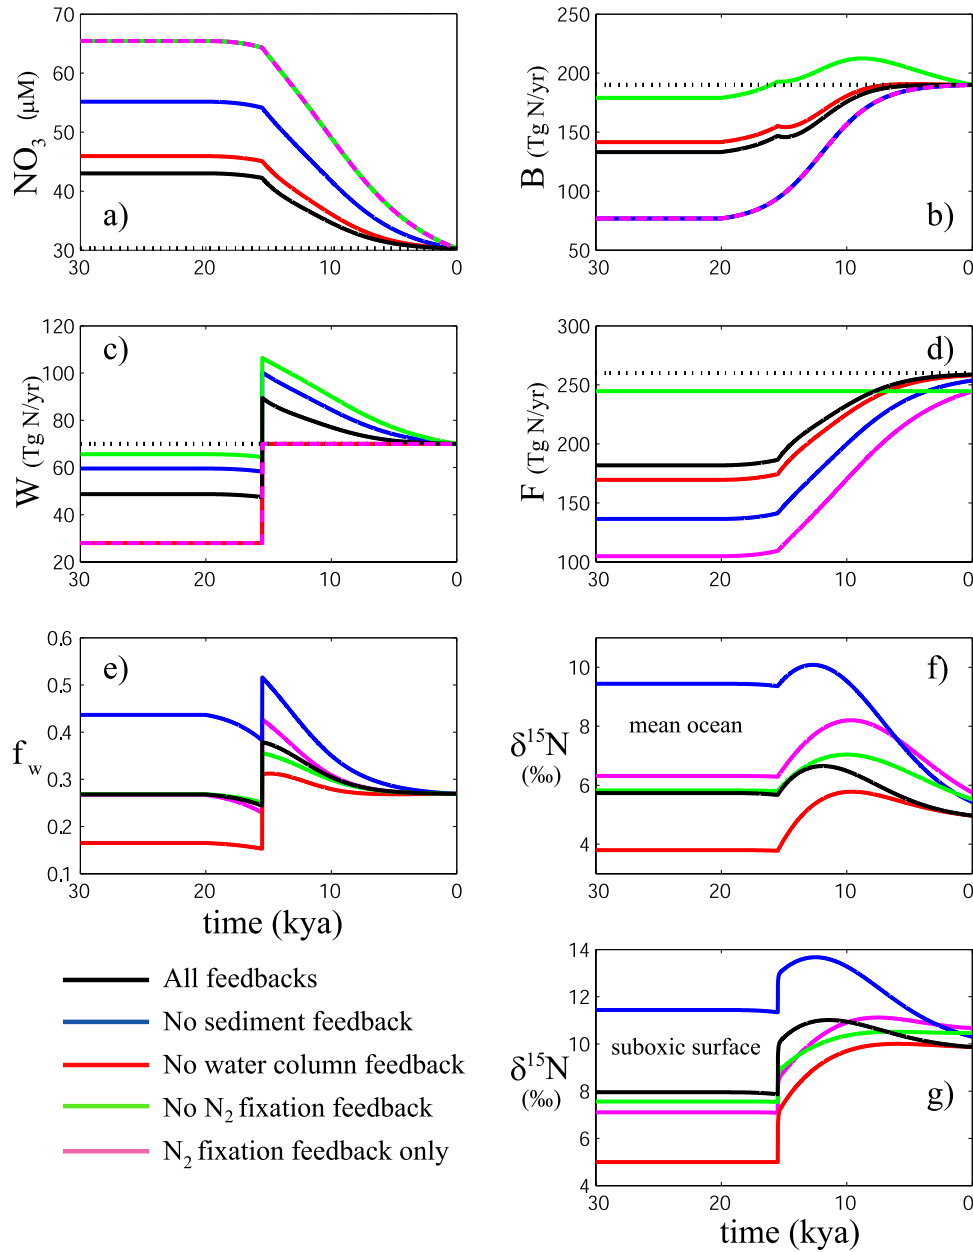 70
60
50
40
30
NO3 (μM)
a)
30
20
10
0
250
200
150
100
50
B (Tg N/yr)
b)
30
20
10
0
120
100
80
60
40
20
W (Tg N/yr)
c)
30
20
10
0
300
250
200
150
100
F (Tg N/yr)
d)
30
20
10
0
0.6
0.5
0.4
0.3
0.2
0.1
fw
e)
30
20
10
0
time (kya)
10
8
6
4
δ15N
(‰)
mean ocean
f)
30
20
10
0
All feedbacks
No sediment feedback
No water column feedback
No N2 fixation feedback
N2 fixation feedback only
14
12
10
8
6
4
δ15N
(‰)
suboxic surface
g)
30
20
10
0
time (kya)